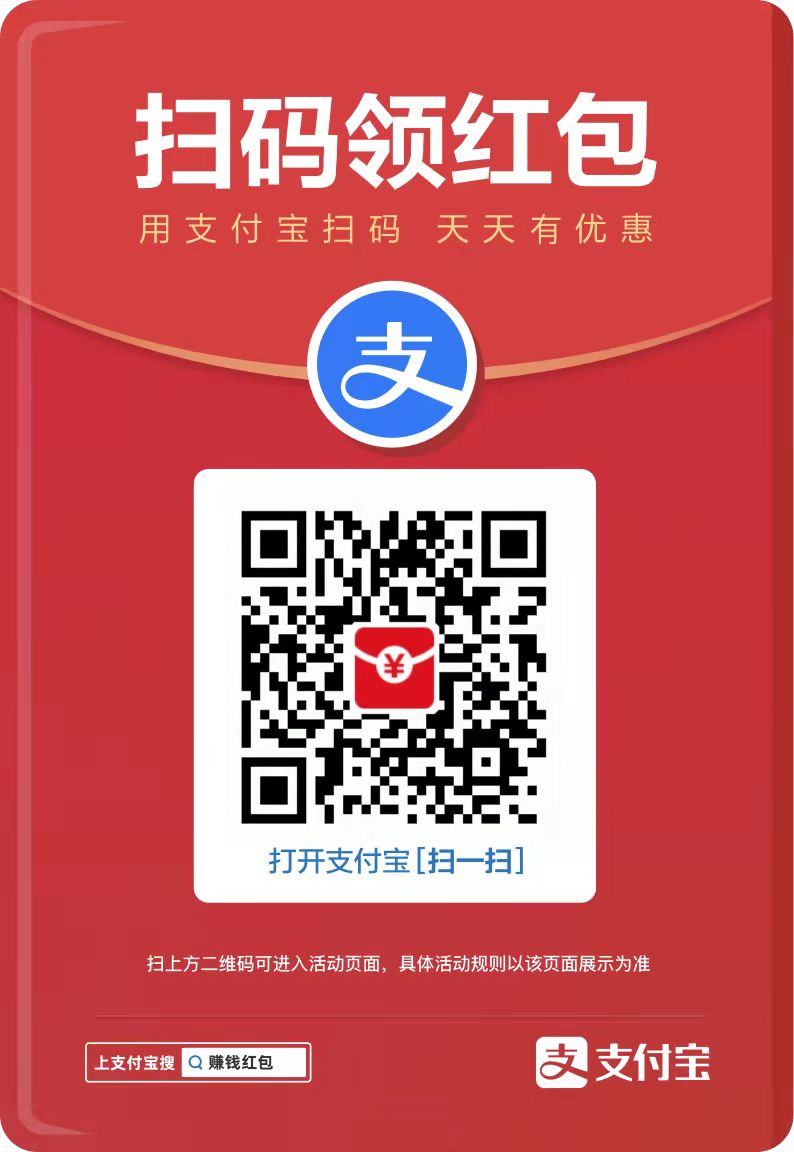 扫码领红包
用支付宝扫码 天天有优惠
支
¥
打开支付宝[扫一扫]
扫上方二维码可进入活动页面，具体活动规则以该页面展示为准
上支付宝搜 赚钱红包
支 支付宝